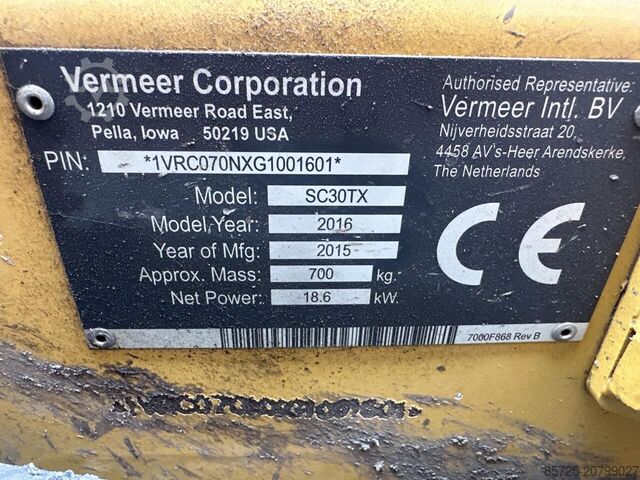 Vermeer Corporation
1210 Vermeer Road East,
Pella, Iowa 50219 USA
Authorised Representative:
Vermeer Intl. BV
Nijverheidsstraat 20,
4458 AV's-Heer Arendskerke,
The Netherlands
PIN: *1VRC070NXG1001601*
Model: SC30TX
Model Year: 2016
Year of Mfg: 2015
Approx. Mass: 700 kg.
Net Power: 18.6 kW.
CE
7000F868 Rev B
*1VRC070NXG1001601*
85725-20799027